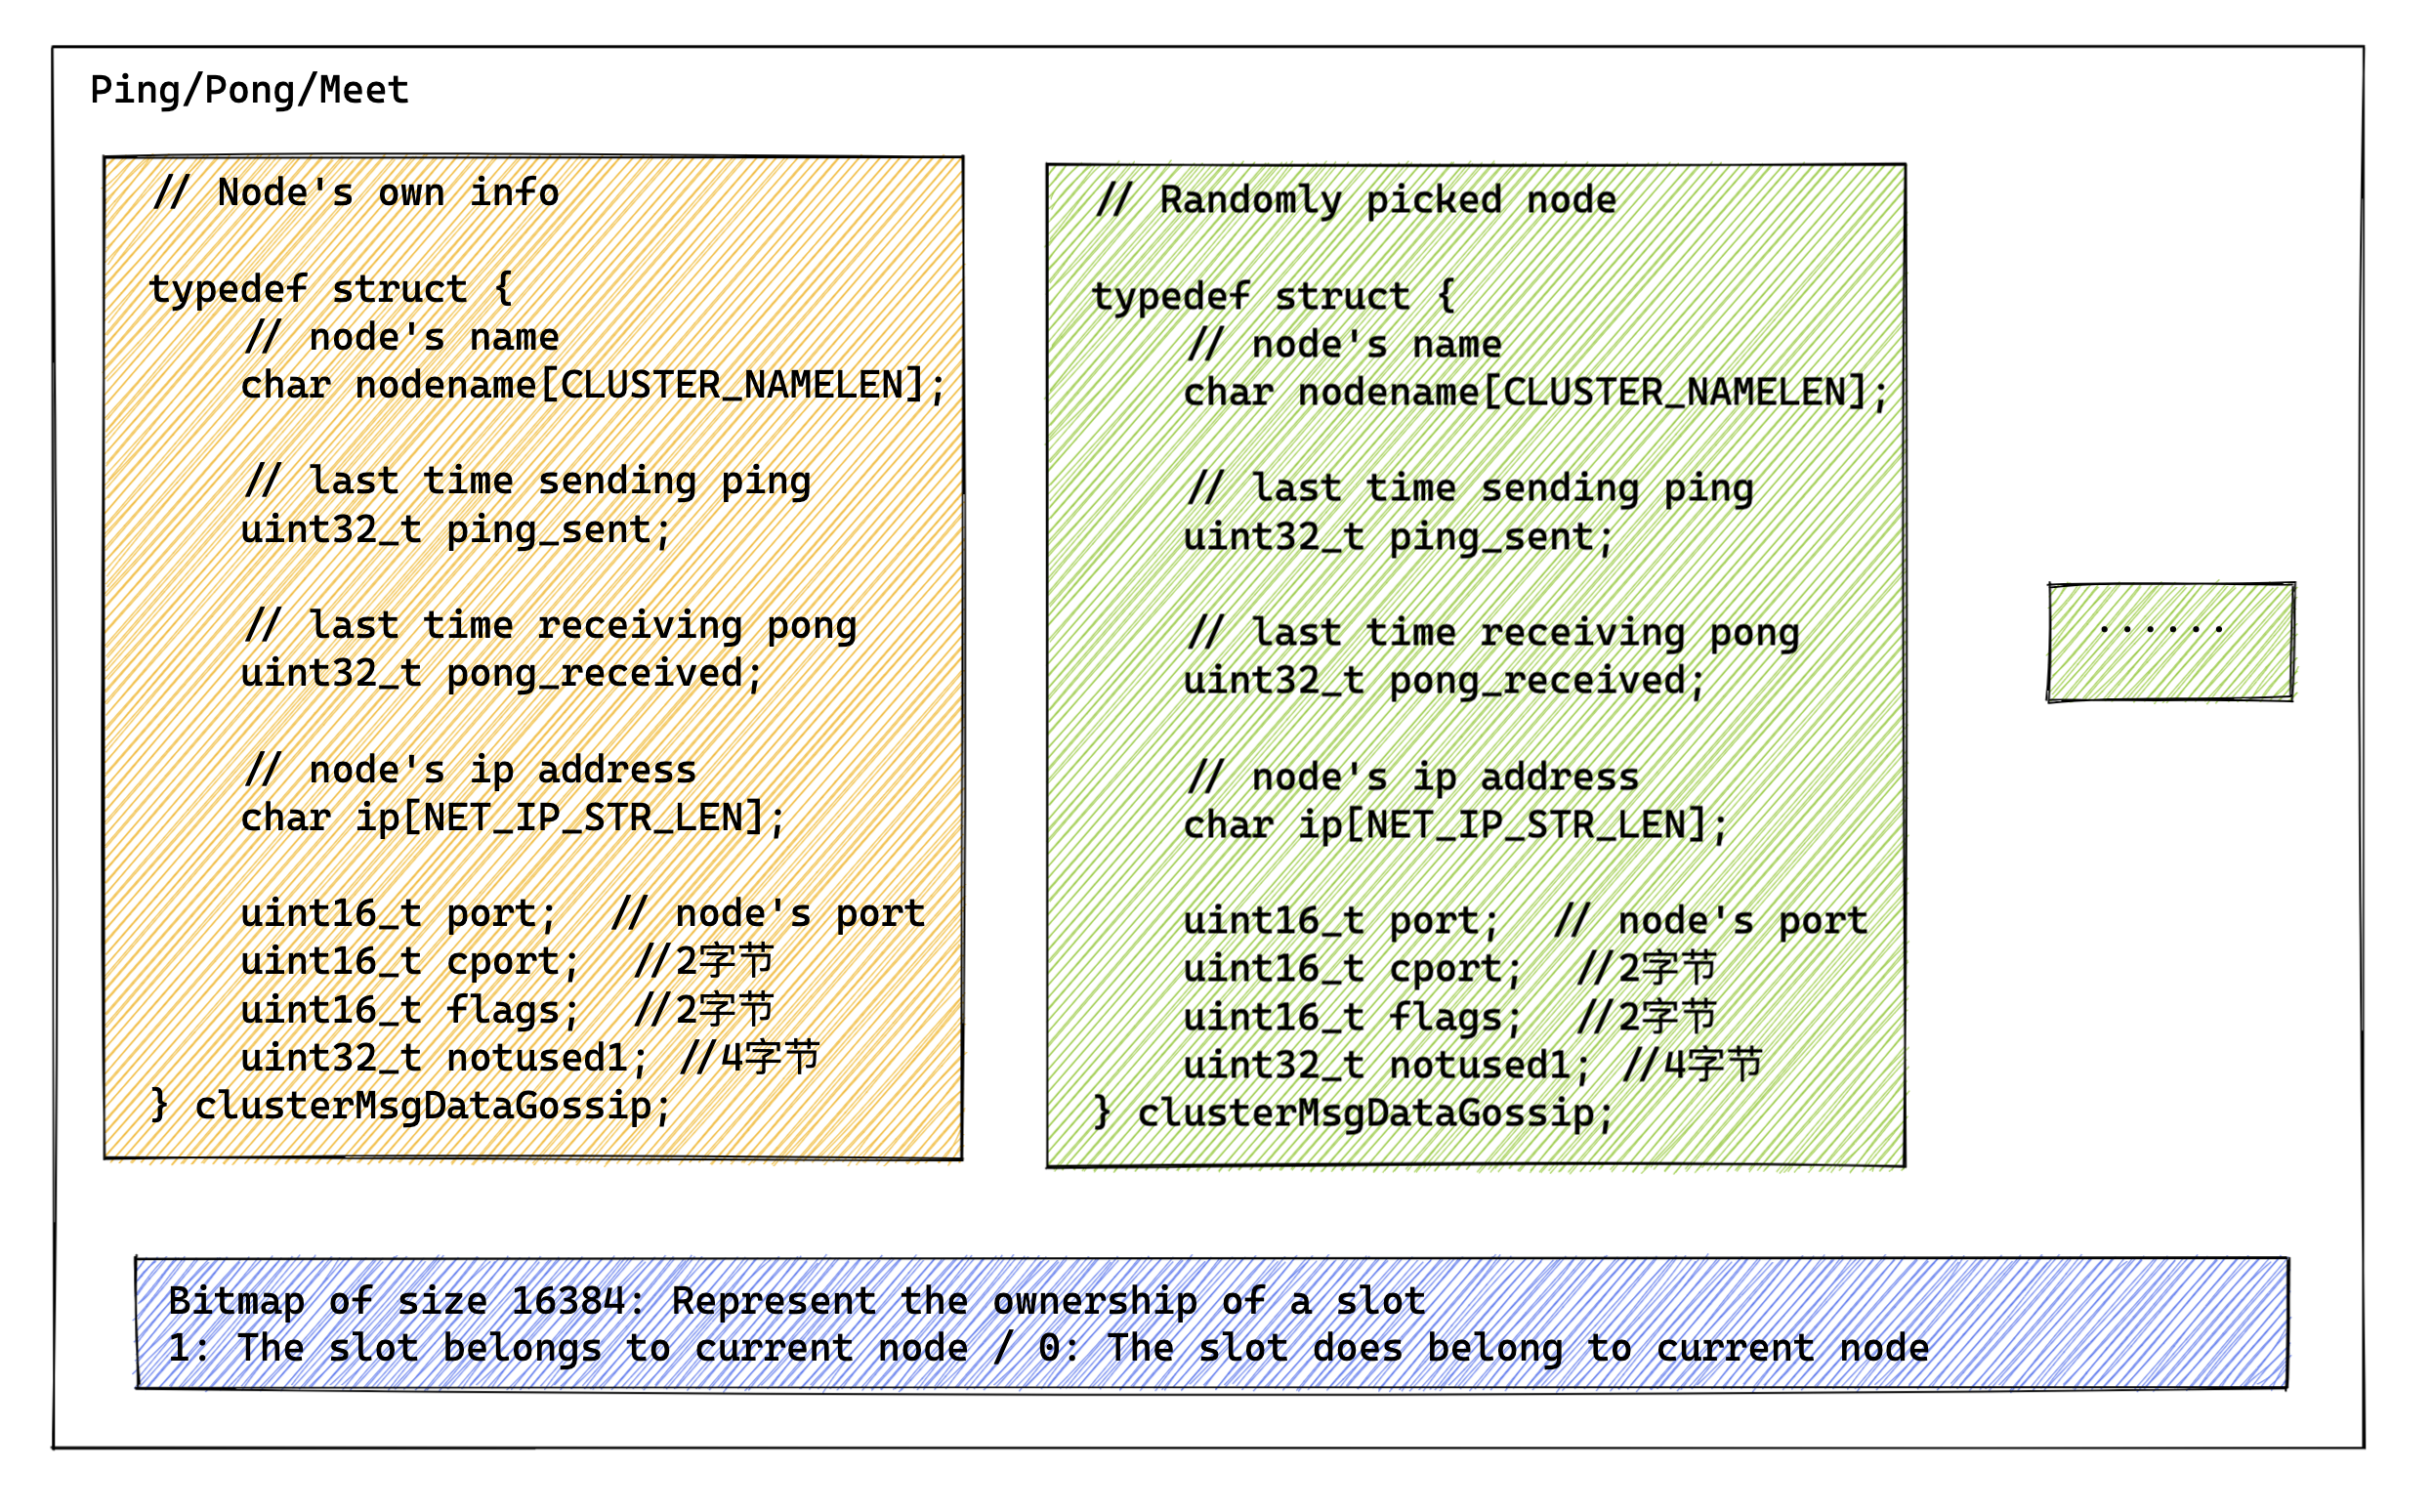 Ping/Pong/Meet
// Node's own info
typedef struct {
// node's name
char nodename[CLUSTER_NAMELEN];
// last time sending ping
uint32_t ping_sent;
// last time receiving pong
uint32_t pong_received;
// node's ip address
char ip[NET_IP_STR_LEN];
uint16_t port;  // node's port
uint16_t cport;  //2字节
uint16_t flags;  //2字节
uint32_t notused1; //4字节
} clusterMsgDataGossip;
// Randomly picked node
typedef struct {
// node's name
char nodename[CLUSTER_NAMELEN];
// last time sending ping
uint32_t ping_sent;
// last time receiving pong
uint32_t pong_received;
// node's ip address
char ip[NET_IP_STR_LEN];
uint16_t port;  // node's port
uint16_t cport;  //2字节
uint16_t flags;  //2字节
uint32_t notused1; //4字节
} clusterMsgDataGossip;
......
Bitmap of size 16384: Represent the ownership of a slot
1: The slot belongs to current node / 0: The slot does belong to current node